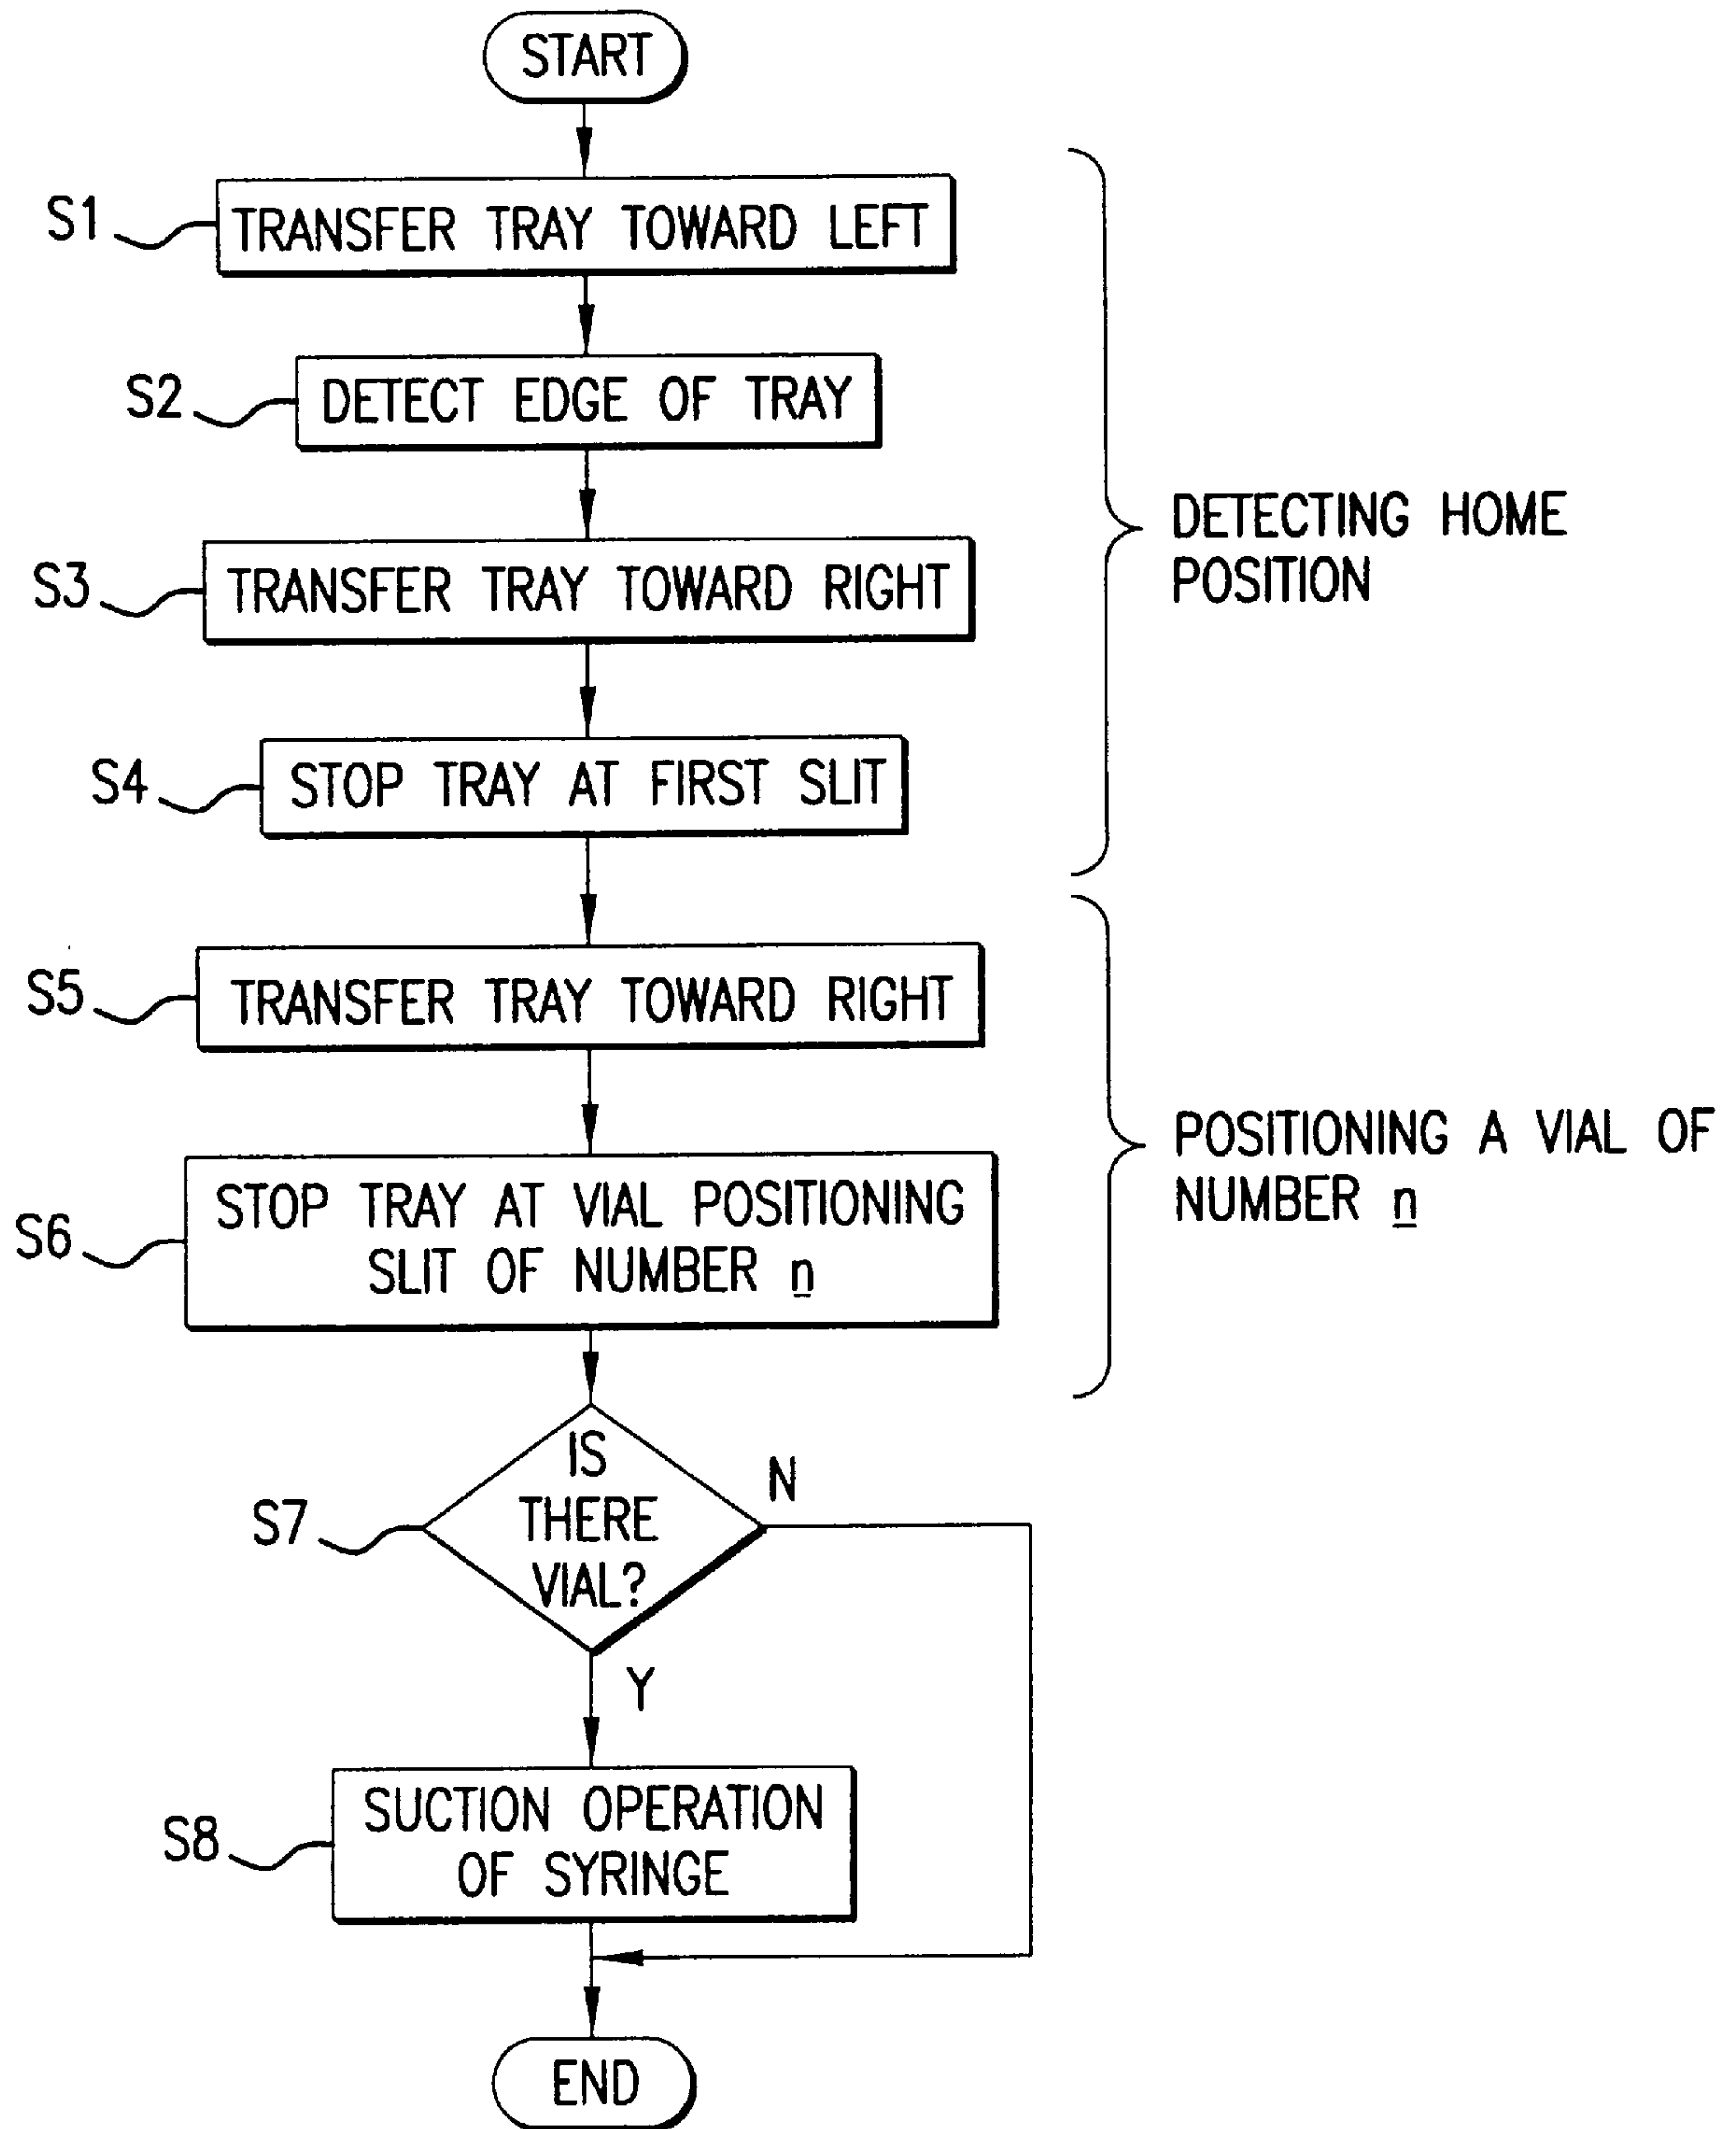 START
S1
TRANSFER TRAY TOWARD LEFT
S2
DETECT EDGE OF TRAY
S3
TRANSFER TRAY TOWARD RIGHT
S4
STOP TRAY AT FIRST SLIT
DETECTING HOME
POSITION
S5
TRANSFER TRAY TOWARD RIGHT
S6
STOP TRAY AT VIAL POSITIONING
SLIT OF NUMBER n
POSITIONING A VIAL OF
NUMBER n
S7
IS
THERE
VIAL?
N
Y
S8
SUCTION OPERATION
OF SYRINGE
END